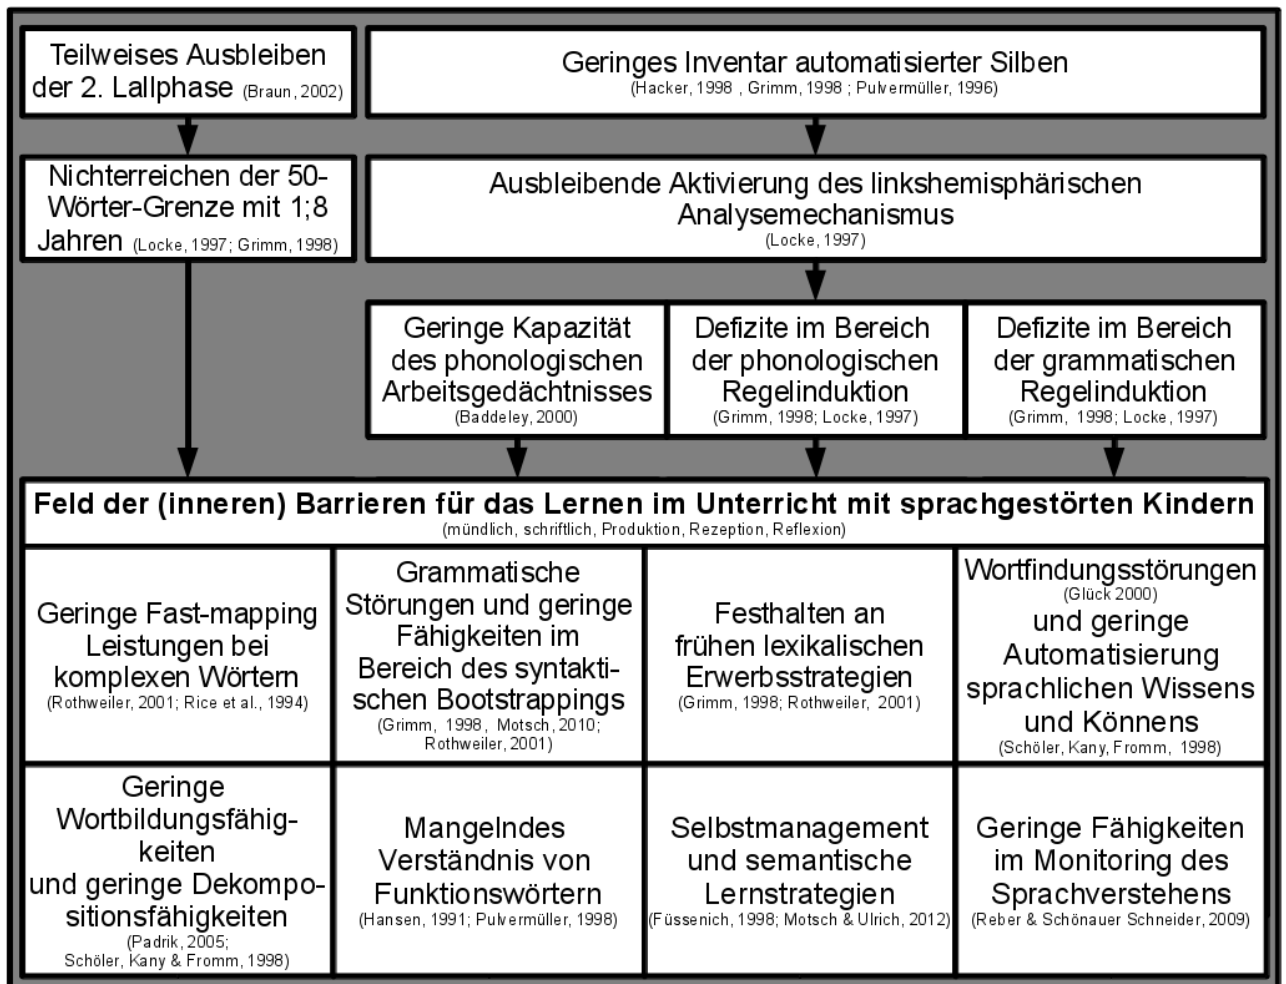 Teilweises Ausbleiben
der 2. Lallphase (Braun, 2002)
Geringes Inventar automatisierter Silben
(Hacker, 1998 , Grimm, 1998 ; Pulvermüller, 1996)
Nichterreichen der 50-
Wörter-Grenze mit 1;8
Jahren (Locke, 1997; Grimm, 1998)
Ausbleibende Aktivierung des linkshemisphärischen
Analysemechanismus
(Locke, 1997)
Geringe Kapazität
des phonologischen
Arbeitsgedächtnisses
(Baddeley, 2000)
Defizite im Bereich
der phonologischen
Regelinduktion
(Grimm, 1998; Locke, 1997)
Defizite im Bereich
der grammatischen
Regelinduktion
(Grimm, 1998; Locke, 1997)
Feld der (inneren) Barrieren für das Lernen im Unterricht mit sprachgestörten Kindern
(mündlich, schriftlich, Produktion, Rezeption, Reflexion)
Geringe Fast-mapping
Leistungen bei
komplexen Wörtern
(Rothweiler, 2001; Rice et al., 1994)
Grammatische
Störungen und geringe
Fähigkeiten im
Bereich des syntakti-
schen Bootstrappings
(Grimm, 1998, Motsch, 2010;
Rothweiler, 2001)
Festhalten an
frühen lexikalischen
Erwerbsstrategien
(Grimm, 1998; Rothweiler, 2001)
Wortfindungsstörungen
(Glück 2000)
und geringe
Automatisierung
sprachlichen Wissens
und Könnens
(Schöler, Kany, Fromm, 1998)
Geringe
Wortbildungsfähig-
keiten
und geringe Dekompo-
sitionsfähigkeiten
(Padrik, 2005;
Schöler, Kany & Fromm, 1998)
Mangelndes
Verständnis von
Funktionswörtern
(Hansen, 1991; Pulvermüller, 1998)
Selbstmanagement
und semantische
Lernstrategien
(Füssenich, 1998; Motsch & Ulrich, 2012)
Geringe Fähigkeiten
im Monitoring des
Sprachverstehens
(Reber & Schönauer Schneider, 2009)